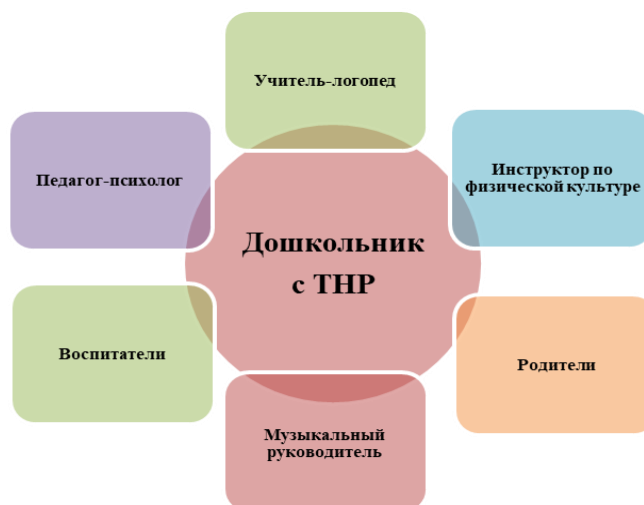 Учитель-логопед
Педагог-психолог
Инструктор по
физической культуре
Дошкольник
с ТНР
Воспитатели
Родители
Музыкальный
руководитель